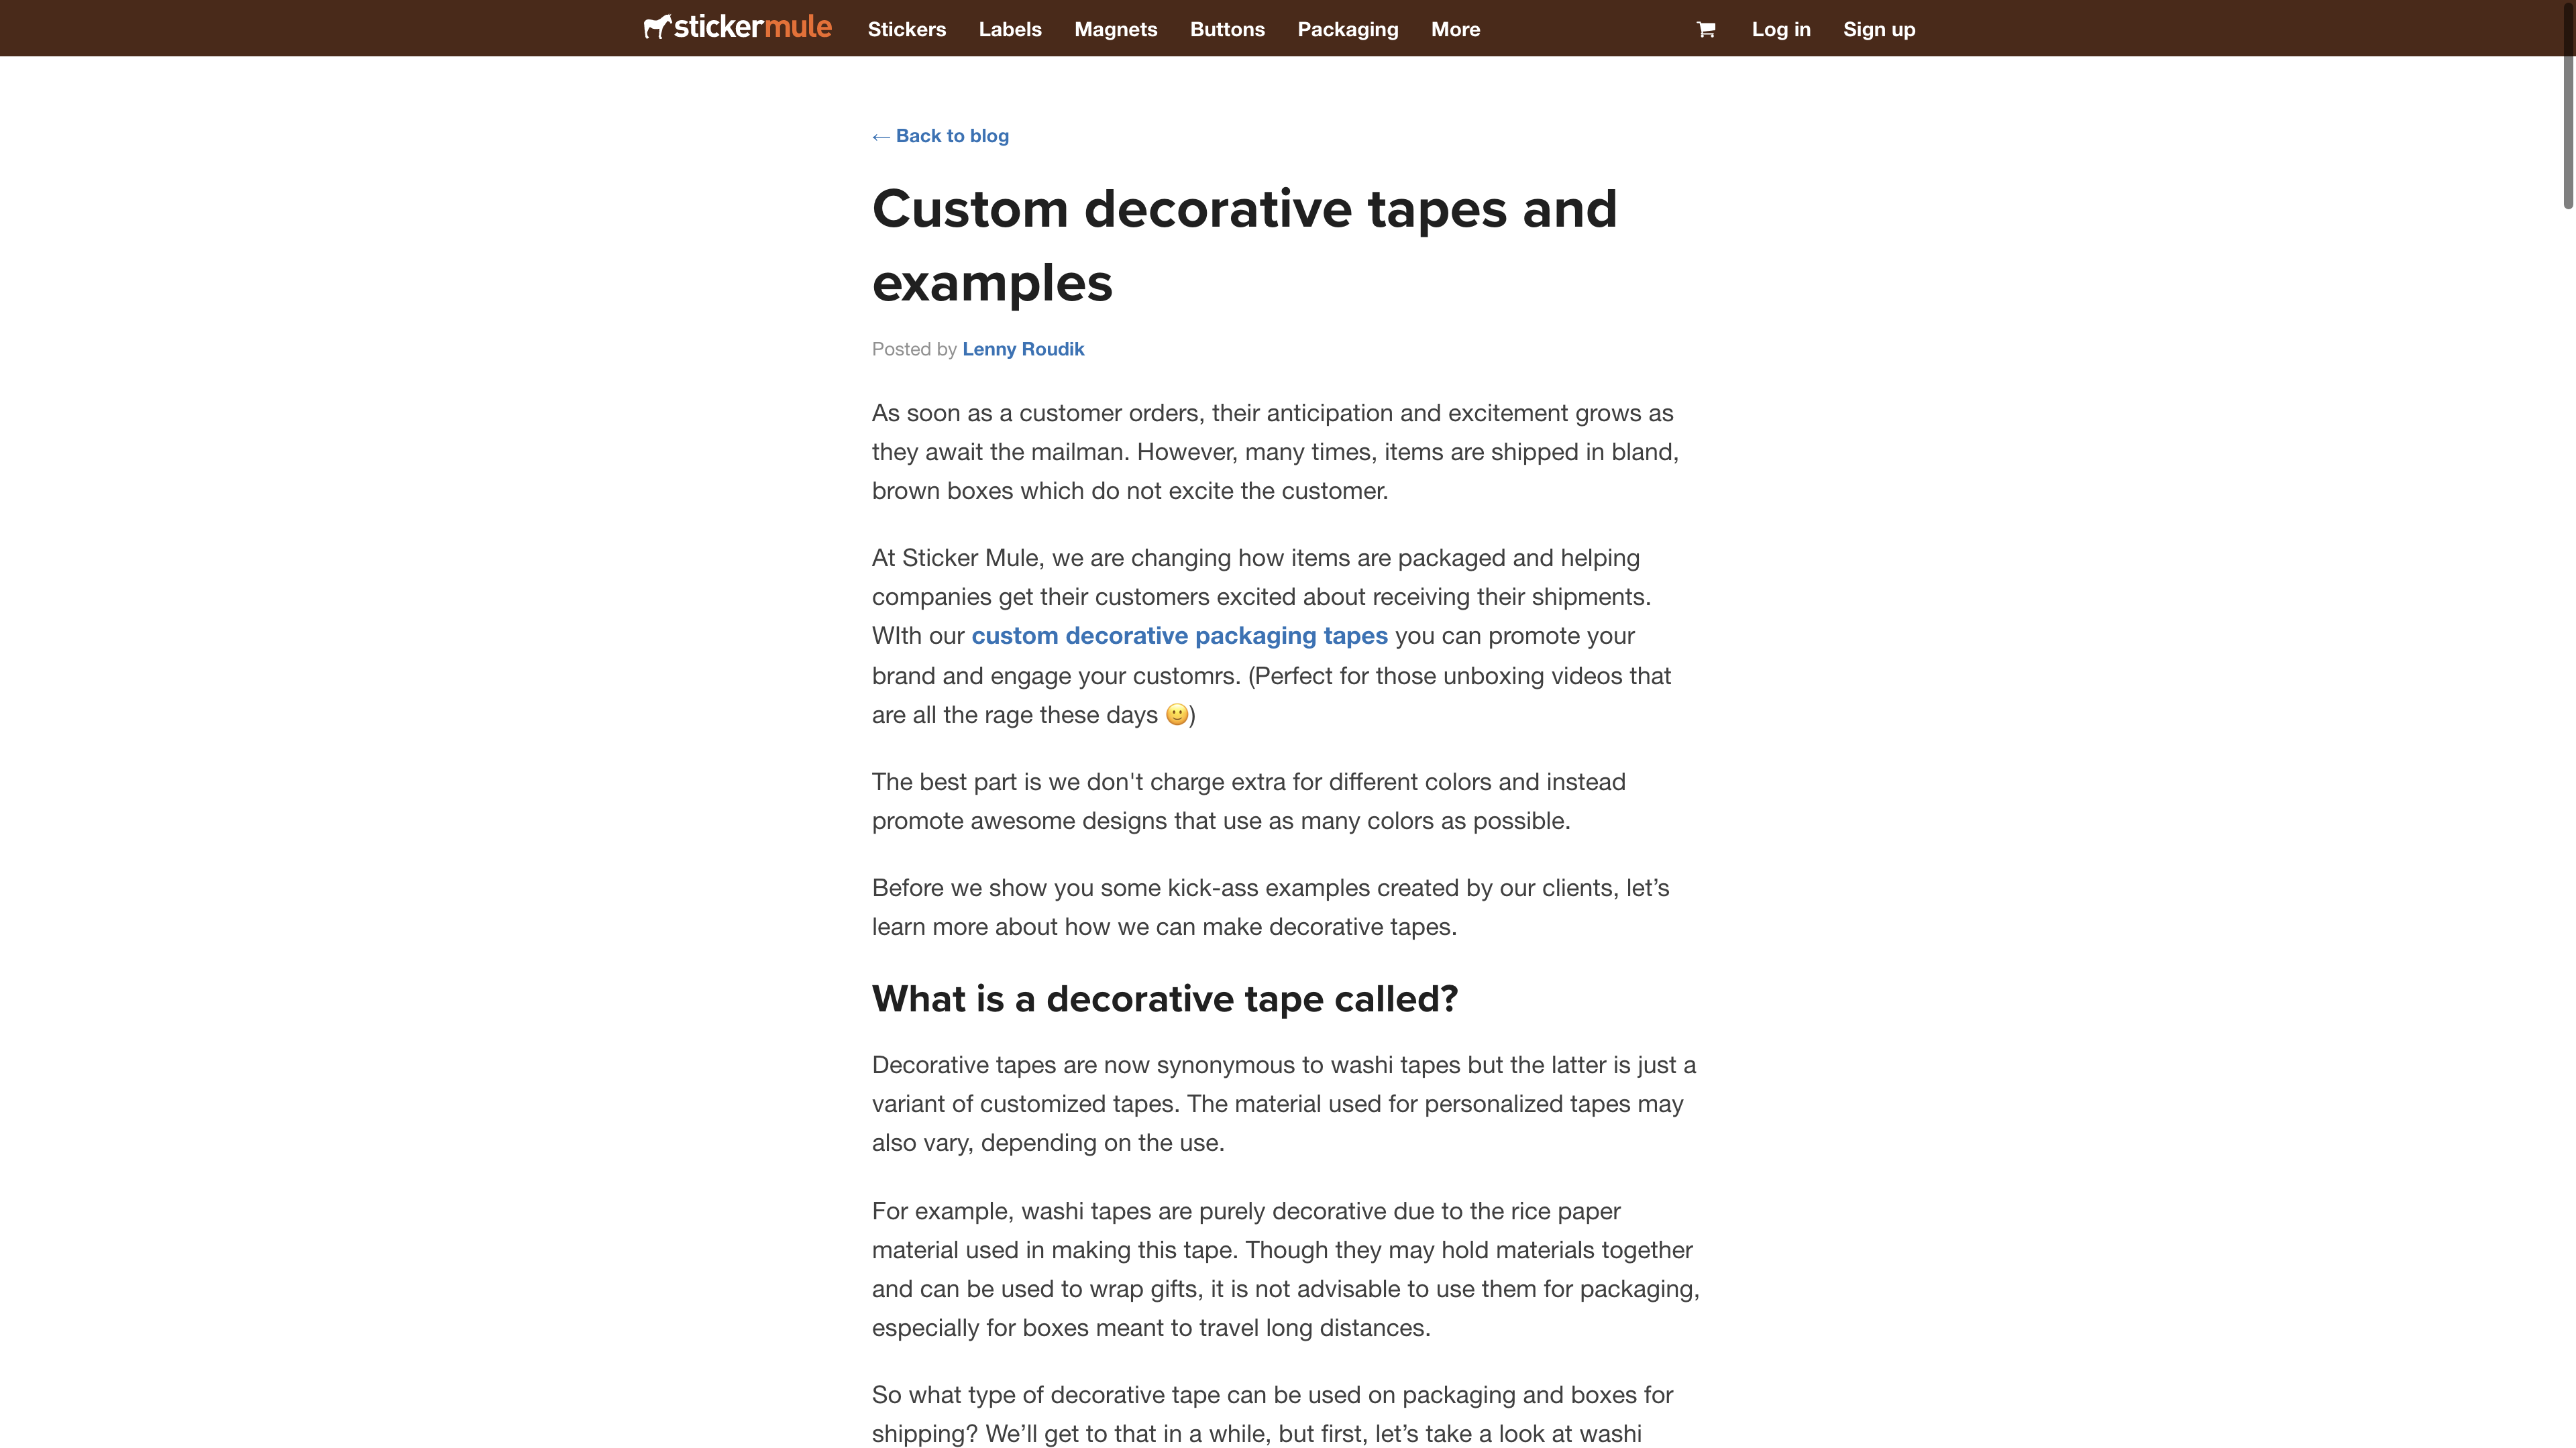 stickermule Stickers Labels Magnets Buttons Packaging More Log in Sign up
← Back to blog
Custom decorative tapes and
examples
Posted by Lenny Roudik
As soon as a customer orders, their anticipation and excitement grows as
they await the mailman. However, many times, items are shipped in bland,
brown boxes which do not excite the customer.
At Sticker Mule, we are changing how items are packaged and helping
companies get their customers excited about receiving their shipments.
WIth our custom decorative packaging tapes you can promote your
brand and engage your customrs. (Perfect for those unboxing videos that
are all the rage these days 🙂)
The best part is we don't charge extra for different colors and instead
promote awesome designs that use as many colors as possible.
Before we show you some kick-ass examples created by our clients, let’s
learn more about how we can make decorative tapes.
What is a decorative tape called?
Decorative tapes are now synonymous to washi tapes but the latter is just a
variant of customized tapes. The material used for personalized tapes may
also vary, depending on the use.
For example, washi tapes are purely decorative due to the rice paper
material used in making this tape. Though they may hold materials together
and can be used to wrap gifts, it is not advisable to use them for packaging,
especially for boxes meant to travel long distances.
So what type of decorative tape can be used on packaging and boxes for
shipping? We’ll get to that in a while, but first, let’s take a look at washi